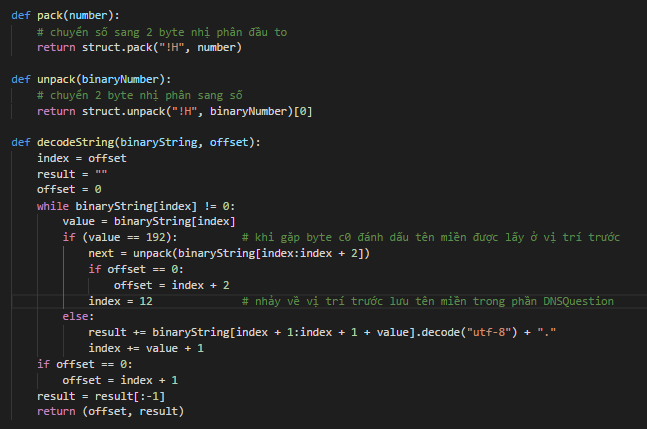 def pack(number):
    # chuyển số sang 2 byte nhị phân đầu to
    return struct.pack("!H", number)
def unpack(binaryNumber):
    # chuyển 2 byte nhị phân sang số
    return struct.unpack("!H", binaryNumber)[0]
def decodeString(binaryString, offset):
    index = offset
    result = ""
    offset = 0
    while binaryString[index] != 0:
        value = binaryString[index]
        if (value == 192):          # khi gặp byte c0 đánh dấu tên miền được lấy ở vị trí trước
            next = unpack(binaryString[index:index + 2])
            if offset == 0:
                offset = index + 2
            index = 12              # nhảy về vị trí trước lưu tên miền trong phần DNSQuestion
        else:
            result += binaryString[index + 1:index + 1 + value].decode("utf-8") + "."
            index += value + 1
    if offset == 0:
        offset = index + 1
    result = result[:-1]
    return (offset, result)